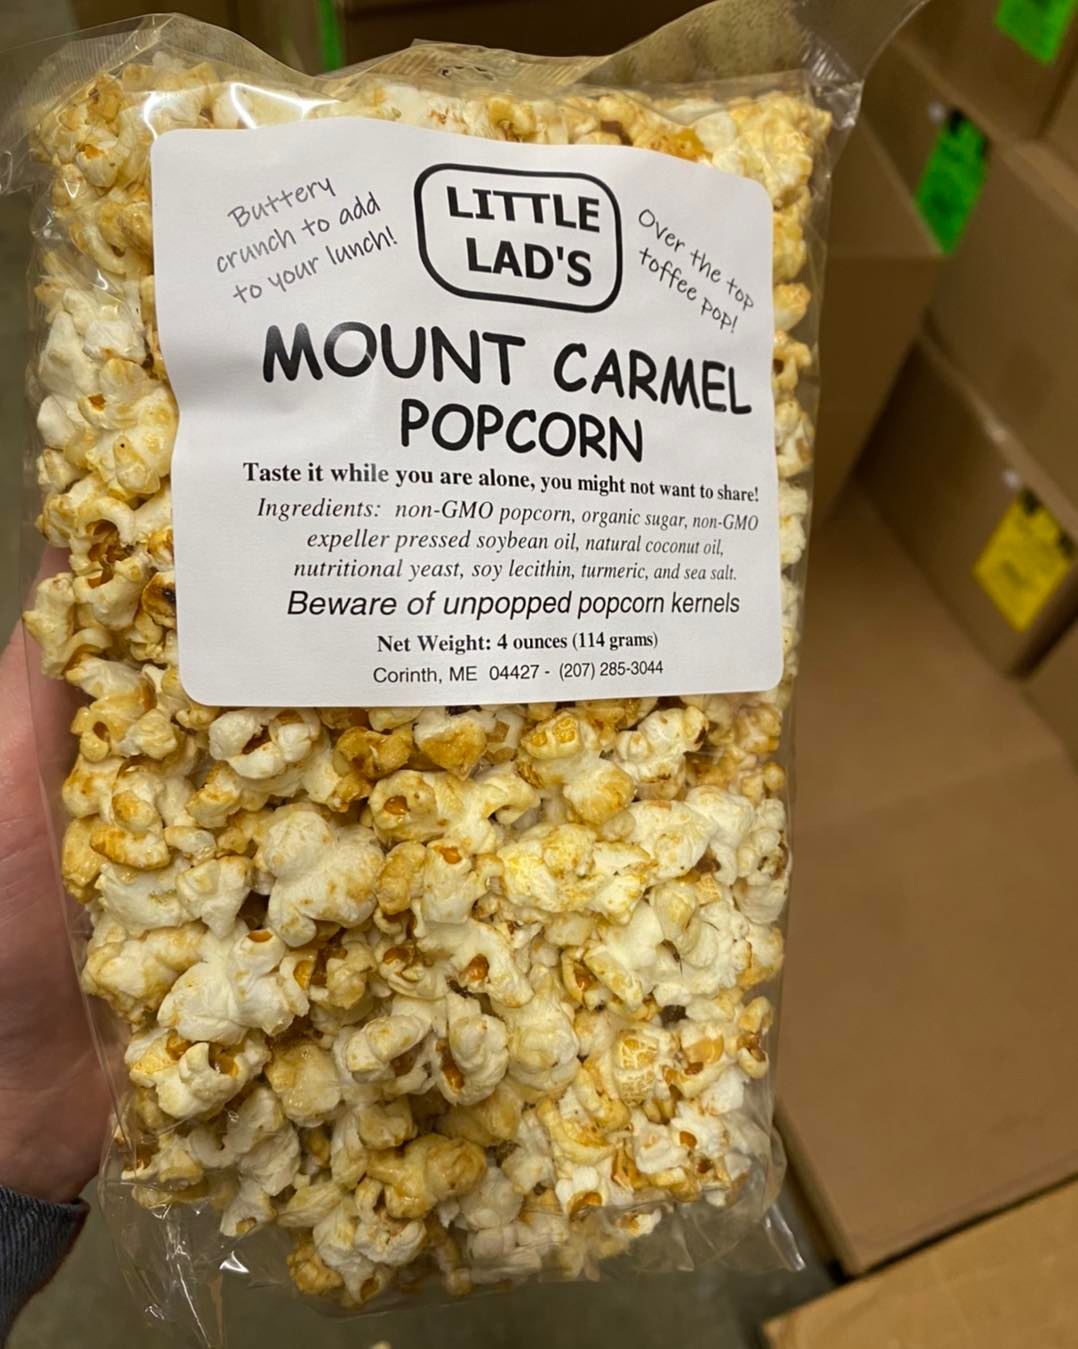 Buttery
crunch to add
to your lunch!
LITTLE
LAD'S
Over the top
toffee pop!
MOUNT CARMEL
POPCORN
Taste it while you are alone, you might not want to share!
Ingredients: non-GMO popcorn, organic sugar, non-GMO
expeller pressed soybean oil, natural coconut oil,
nutritional yeast, soy lecithin, turmeric, and sea salt.
Beware of unpopped popcorn kernels
Net Weight: 4 ounces (114 grams)
Corinth, ME 04427 - (207) 285-3044